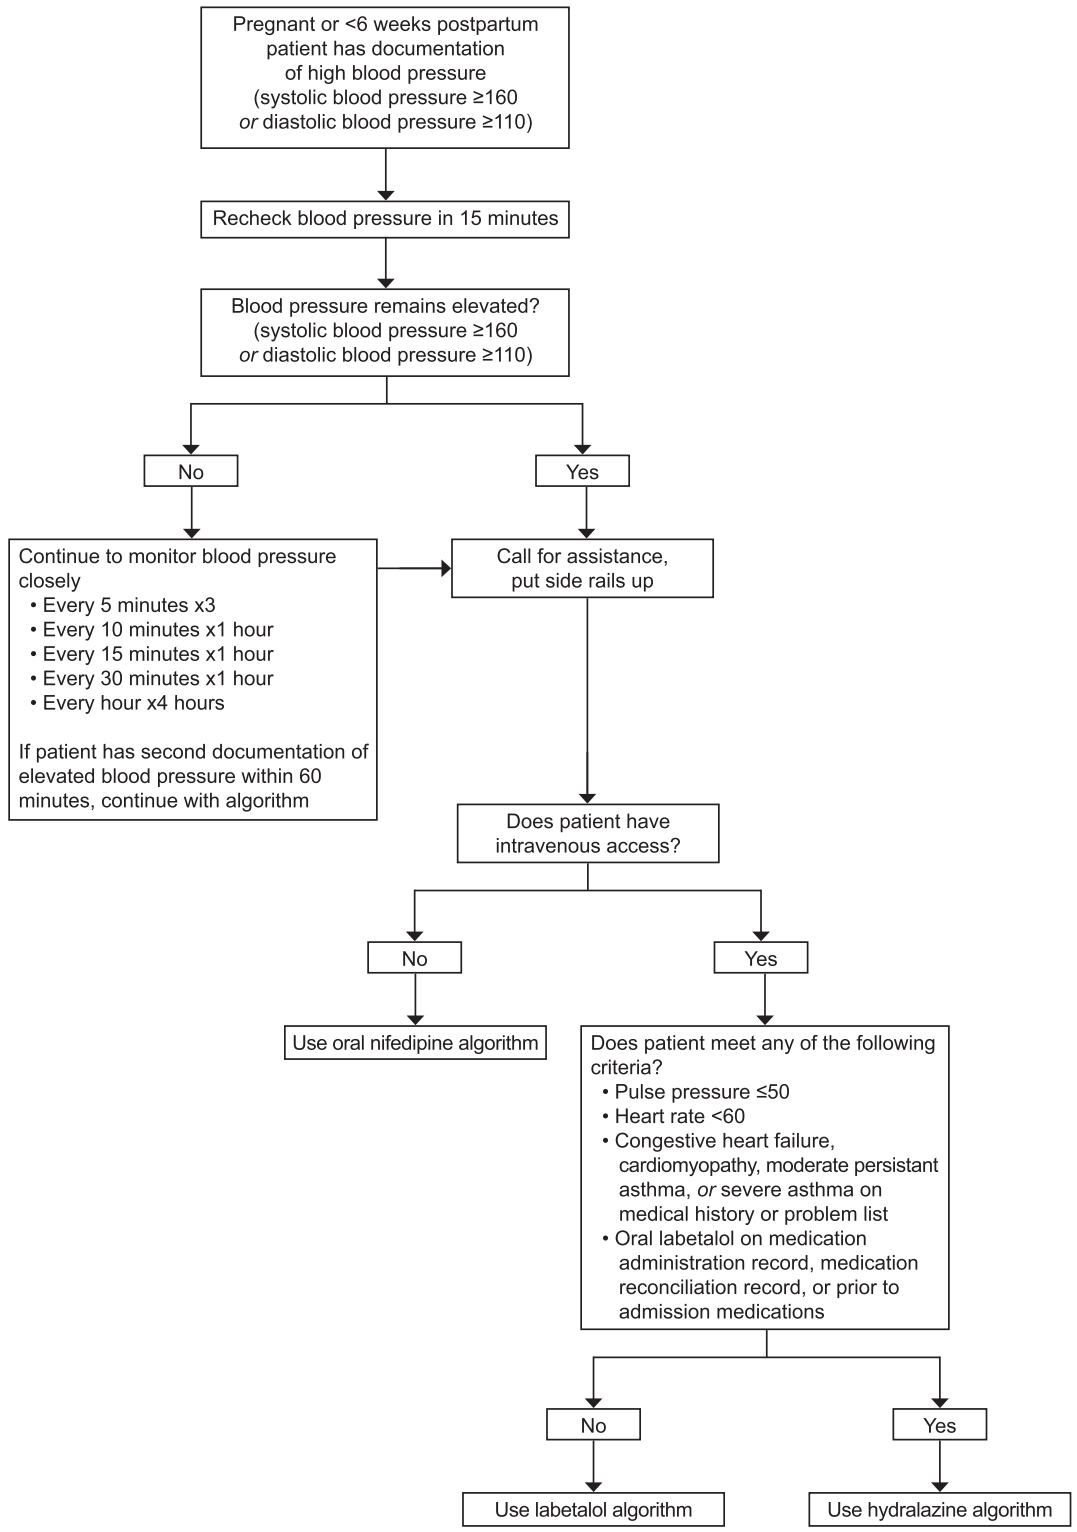 Pregnant or <6 weeks postpartum
patient has documentation
of high blood pressure
(systolic blood pressure ≥160
or diastolic blood pressure ≥110)
Recheck blood pressure in 15 minutes
Blood pressure remains elevated?
(systolic blood pressure ≥160
or diastolic blood pressure ≥110)
No
Yes
Continue to monitor blood pressure
closely
• Every 5 minutes x3
• Every 10 minutes x1 hour
• Every 15 minutes x1 hour
• Every 30 minutes x1 hour
• Every hour x4 hours
If patient has second documentation of
elevated blood pressure within 60
minutes, continue with algorithm
Call for assistance,
put side rails up
Does patient have
intravenous access?
No
Yes
Use oral nifedipine algorithm
Does patient meet any of the following
criteria?
• Pulse pressure ≤50
• Heart rate <60
• Congestive heart failure,
cardiomyopathy, moderate persistant
asthma, or severe asthma on
medical history or problem list
• Oral labetalol on medication
administration record, medication
reconciliation record, or prior to
admission medications
No
Yes
Use labetalol algorithm
Use hydralazine algorithm